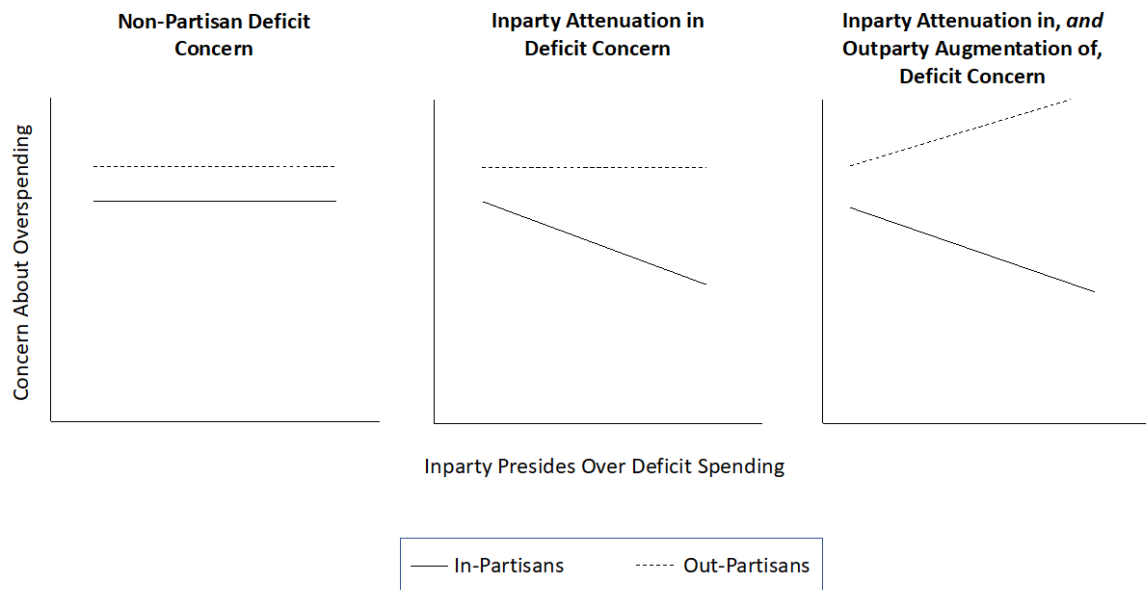 Non-Partisan Deficit
Concern
Inparty Attenuation in
Deficit Concern
Inparty Attenuation in, and
Outparty Augmentation of,
Deficit Concern
Concern About Overspending
Inparty Presides Over Deficit Spending
In-Partisans
Out-Partisans